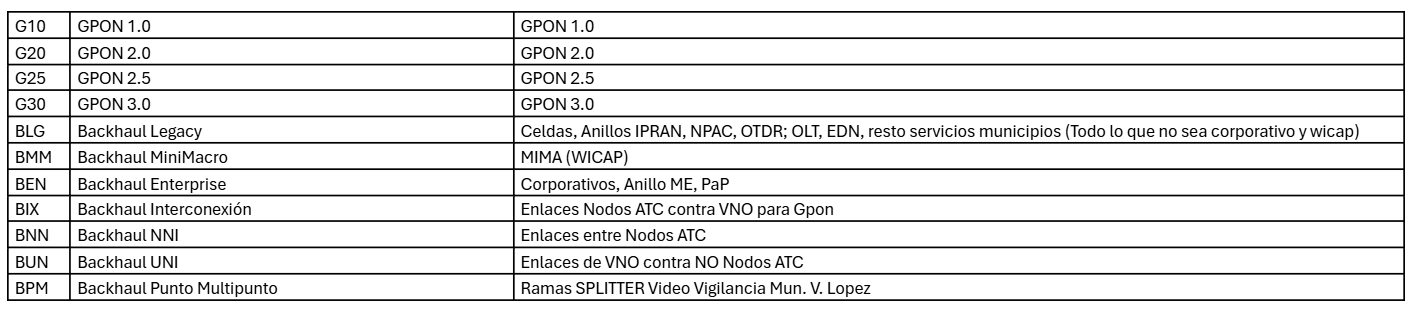 G10 GPON 1.0 GPON 1.0
G20 GPON 2.0 GPON 2.0
G25 GPON 2.5 GPON 2.5
G30 GPON 3.0 GPON 3.0
BLG Backhaul Legacy Celdas, Anillos IPRAN, NPAC, OTDR; OLT, EDN, resto servicios municipios (Todo lo que no sea corporativo y wicap)
BMM Backhaul MiniMacro MIMA (WICAP)
BEN Backhaul Enterprise Corporativos, Anillo ME, PaP
BIX Backhaul Interconexión Enlaces Nodos ATC contra VNO para Gpon
BNN Backhaul NNI Enlaces entre Nodos ATC
BUN Backhaul UNI Enlaces de VNO contra NO Nodos ATC
BPM Backhaul Punto Multipunto Ramas SPLITTER Video Vigilancia Mun. V. Lopez